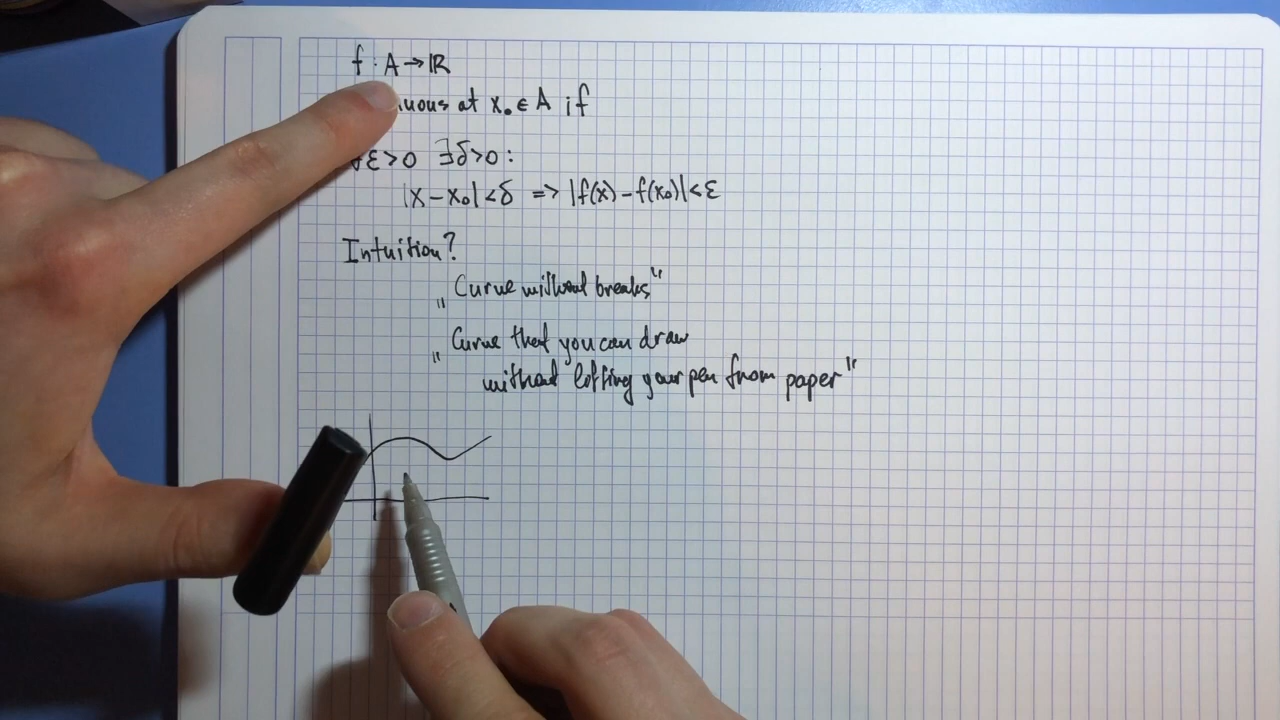 f : A → ℝ
nuous at x₀ ∈ A if
∀ε>0 ∃δ>0 :
|x - x₀| < δ => |f(x) - f(x₀)| < ε
Intuition?
„Curve without breaks"
„Curve that you can draw
without lifting your pen from paper"